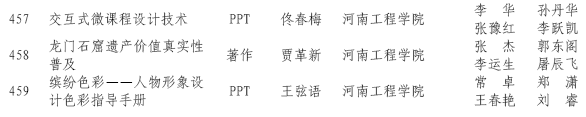 李 华 孙丹华
457 交互式微课程设计技术 PPT 佟春梅 河南工程学院
张豫红 李跃凯
龙门石窟遗产价值真实性 张 杰 郭东阁
458 著作 贾革新 河南工程学院
普及 李运生 屠辰飞
缤纷色彩——人物形象设 常 卓 郑 潇
459 PPT 王弦语 河南工程学院
计色彩指导手册 王春艳 刘 睿